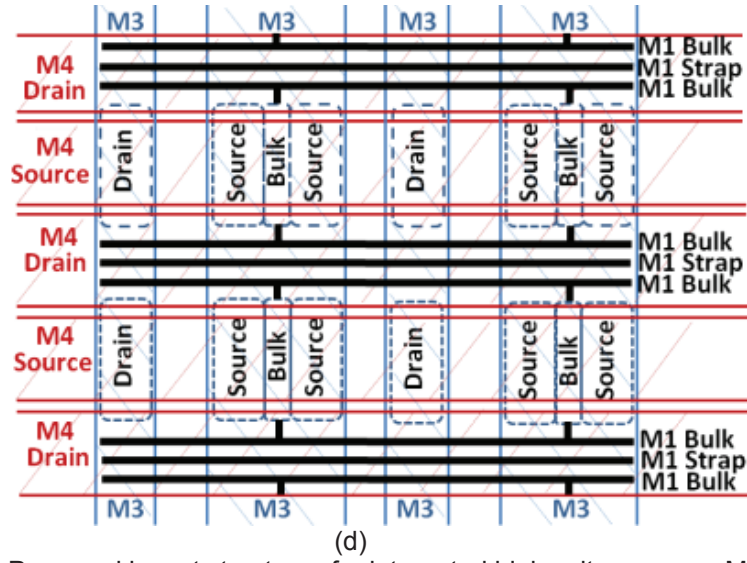 M3 M3 M3 M3
M4
Drain
M1 Bulk
M1 Strap
M1 Bulk
M4
Source
Drain Source Bulk Source Drain Source Bulk Source
M4
Drain
M1 Bulk
M1 Strap
M1 Bulk
M4
Source
Drain Source Bulk Source Drain Source Bulk Source
M4
Drain
M1 Bulk
M1 Strap
M1 Bulk
M3 M3 M3 M3
(d)